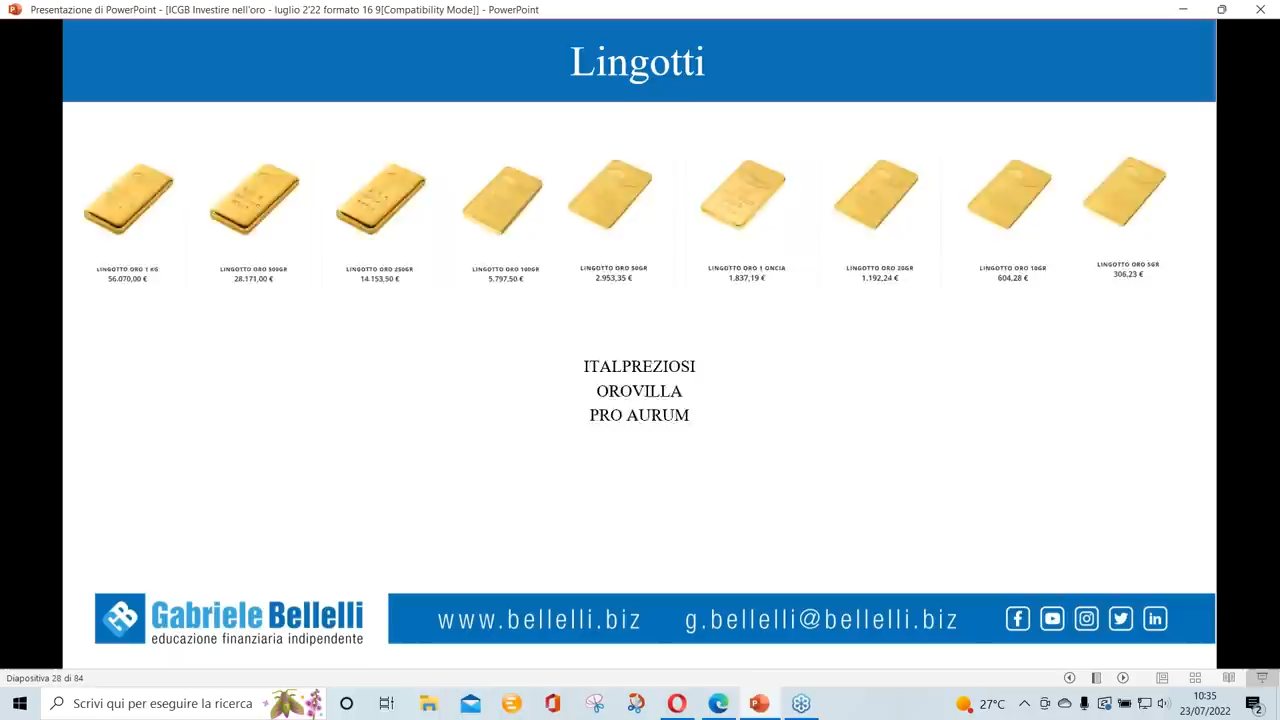 Presentazione di PowerPoint - [ICGB Investire nell'oro - luglio 2'22 formato 16 9[Compatibility Mode]] - PowerPoint
Lingotti
LINGOTTO ORO 1 KG
56.070,00 €
LINGOTTO ORO 500GR
28.171,00 €
LINGOTTO ORO 250GR
14.153,50 €
LINGOTTO ORO 100GR
5.797,50 €
LINGOTTO ORO 50GR
2.953,35 €
LINGOTTO ORO 1 ONCIA
1.837,19 €
LINGOTTO ORO 20GR
1.192,24 €
LINGOTTO ORO 10GR
604,28 €
LINGOTTO ORO 5GR
306,23 €
ITALPREZIOSI
OROVILLA
PRO AURUM
Gabriele Bellelli
educazione finanziaria indipendente
www.bellelli.biz g.bellelli@bellelli.biz
Diapositiva 28 di 84
Scrivi qui per eseguire la ricerca
27°C
10:35
23/07/2022
2